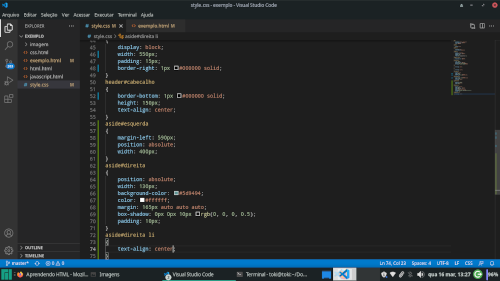 style.css - exemplo - Visual Studio Code
Arquivo Editar Seleção Ver Acessar Executar Terminal Ajuda
EXPLORER
style.css M
exemplo.html M
EXEMPLO
style.css > aside#direita li
imagem
css.html
exemplo.html M
html.html
javascript.html
style.css M
45 display: block;
46 width: 550px;
47 padding: 15px;
48 border-right: 1px #000000 solid;
49 }
50 header#cabecalho
51 {
52 border-bottom: 1px #000000 solid;
53 height: 150px;
54 text-align: center;
55 }
56 aside#esquerda
57 {
58 margin-left: 590px;
59 position: absolute;
60 width: 400px;
61 }
62 aside#direita
63 {
64 position: absolute;
65 width: 130px;
66 background-color:
67 color: #ffffff;
68 margin: 165px auto auto auto;
69 box-shadow: 0px 0px 10px rgb(0, 0, 0, 0.5);
70 padding: 10px;
71 }
72 aside#direita li
73 {
74 text-align: center;
75 }
OUTLINE
TIMELINE
master* 0 0
Ln 74, Col 23 Spaces: 4 UTF-8 LF CSS
Aprendendo HTML - Mozil...
Imagens
Visual Studio Code
Terminal - toki@toki: ~/Do...
qua 16 mar, 13:27
96%